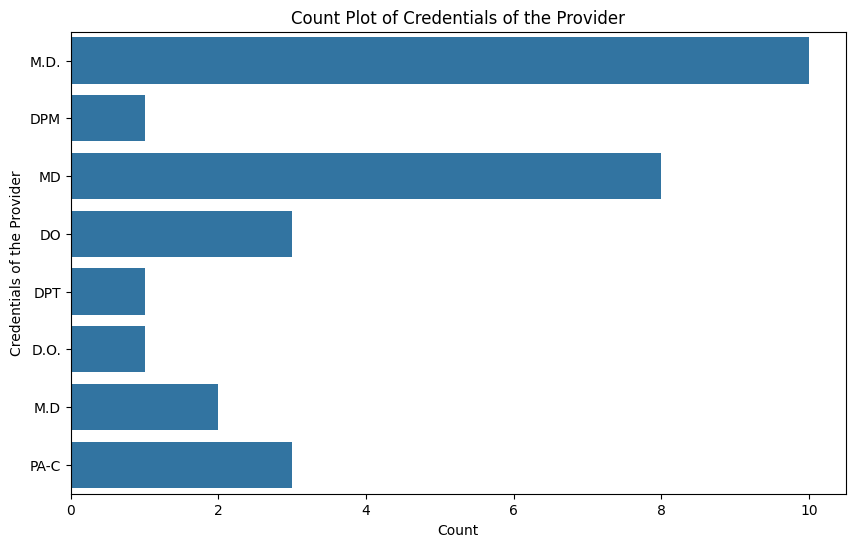 Count Plot of Credentials of the Provider
Credentials of the Provider
M.D.
DPM
MD
DO
DPT
D.O.
M.D
PA-C
0 2 4 6 8 10
Count